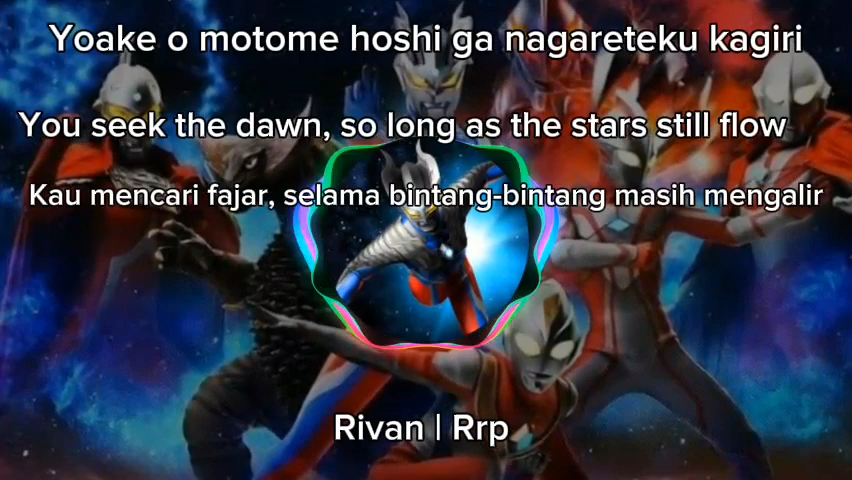 Yoake o motome hoshi ga nagareteku kagiri
You seek the dawn, so long as the stars still flow
Kau mencari fajar, selama bintang-bintang masih mengalir
Rivan | Rrp